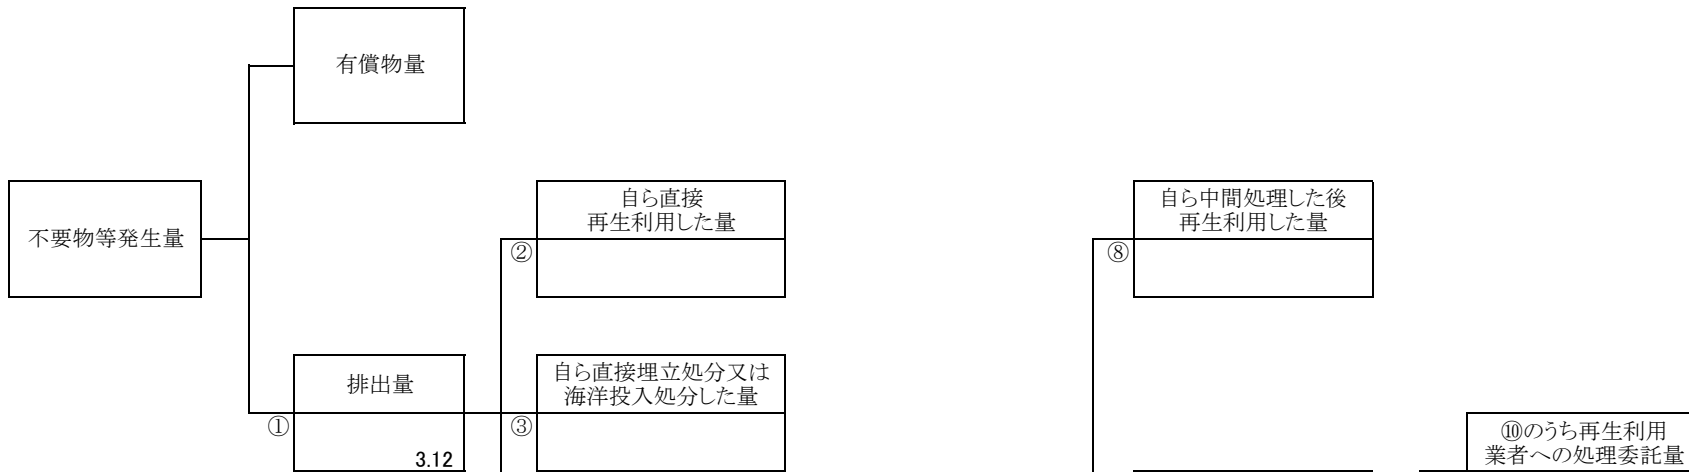 有償物量
不要物等発生量
自ら直接
再生利用した量
②
自ら中間処理した後
再生利用した量
⑧
排出量
①
3.12
自ら直接埋立処分又は
海洋投入処分した量
③
⑩のうち再生利用
業者への処理委託量